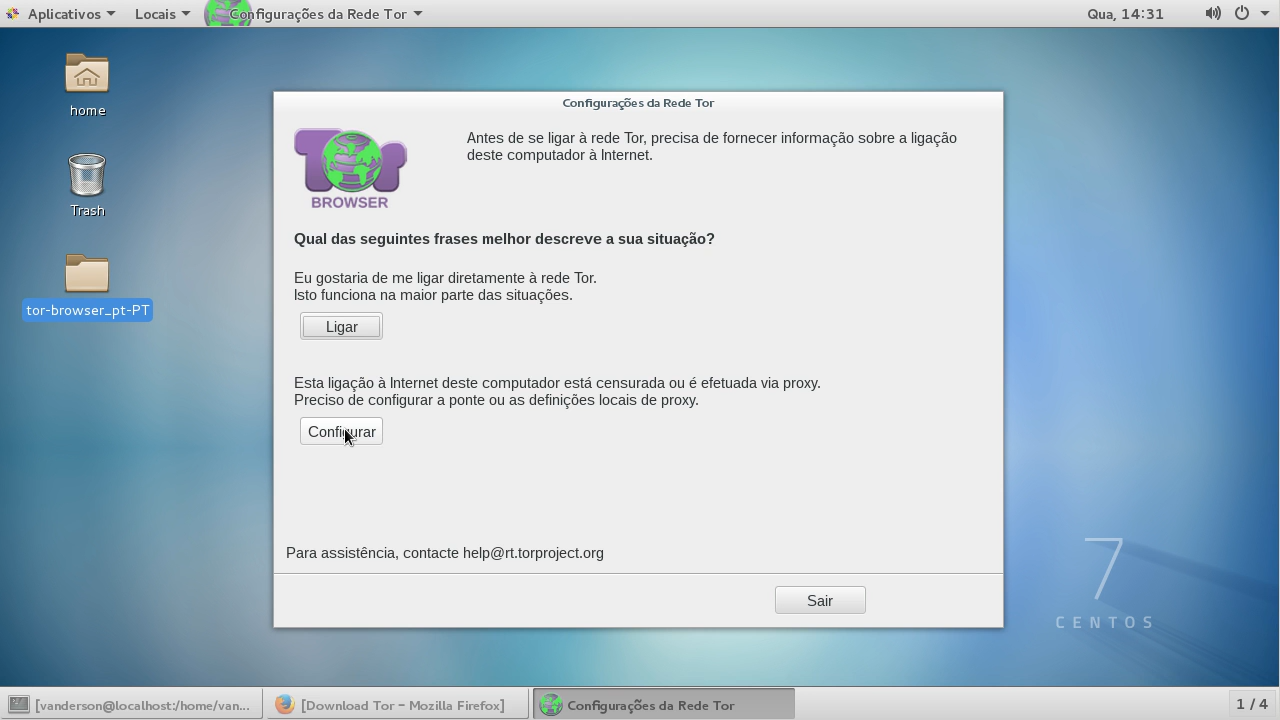 Aplicativos Locais Configurações da Rede Tor Qua, 14:31
home
Trash
tor-browser_pt-PT
Configurações da Rede Tor
Tor
BROWSER
Antes de se ligar à rede Tor, precisa de fornecer informação sobre a ligação
deste computador à Internet.
Qual das seguintes frases melhor descreve a sua situação?
Eu gostaria de me ligar diretamente à rede Tor.
Isto funciona na maior parte das situações.
Ligar
Esta ligação à Internet deste computador está censurada ou é efetuada via proxy.
Preciso de configurar a ponte ou as definições locais de proxy.
Configurar
Para assistência, contacte help@rt.torproject.org
Sair
7
CENTOS
[vanderson@localhost:/home/van... [Download Tor – Mozilla Firefox] Configurações da Rede Tor 1 / 4